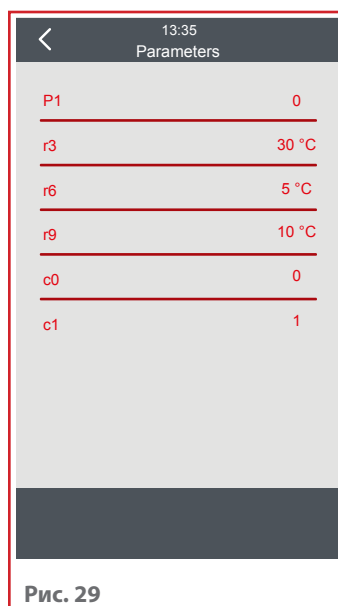 13:35
Parameters
P1 0
r3 30 °C
r6 5 °C
r9 10 °C
c0 0
c1 1
Рис. 29